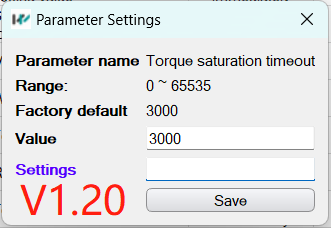 Parameter Settings
Parameter name Torque saturation timeout
Range: 0 ~ 65535
Factory default 3000
Value 3000
Settings
V1.20 Save